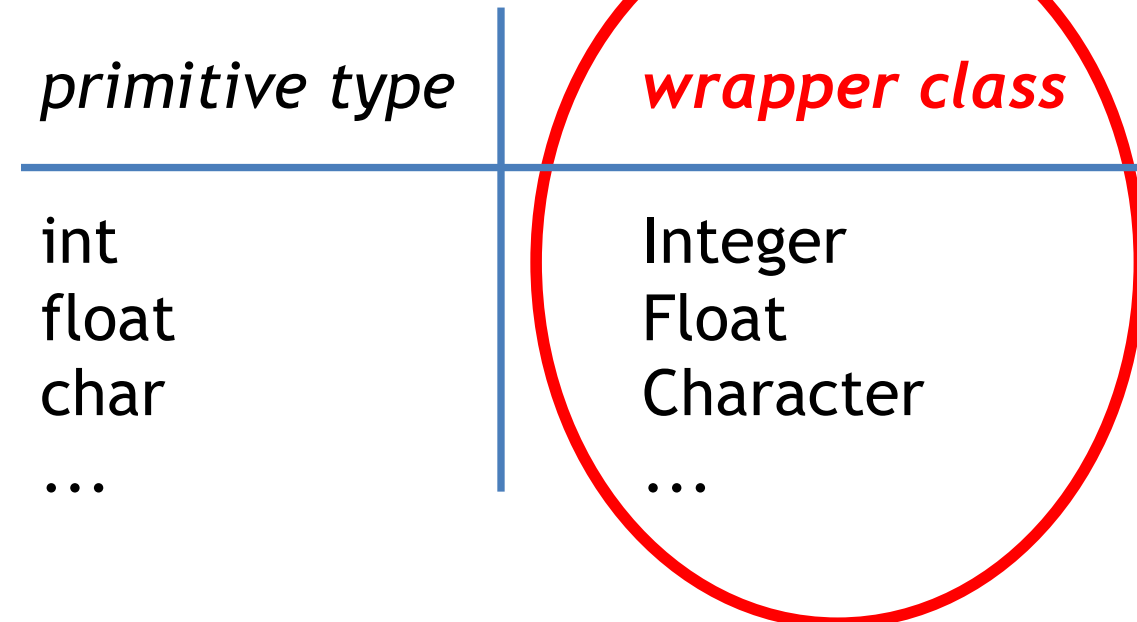 primitive type wrapper class
int Integer
float Float
char Character
... ...